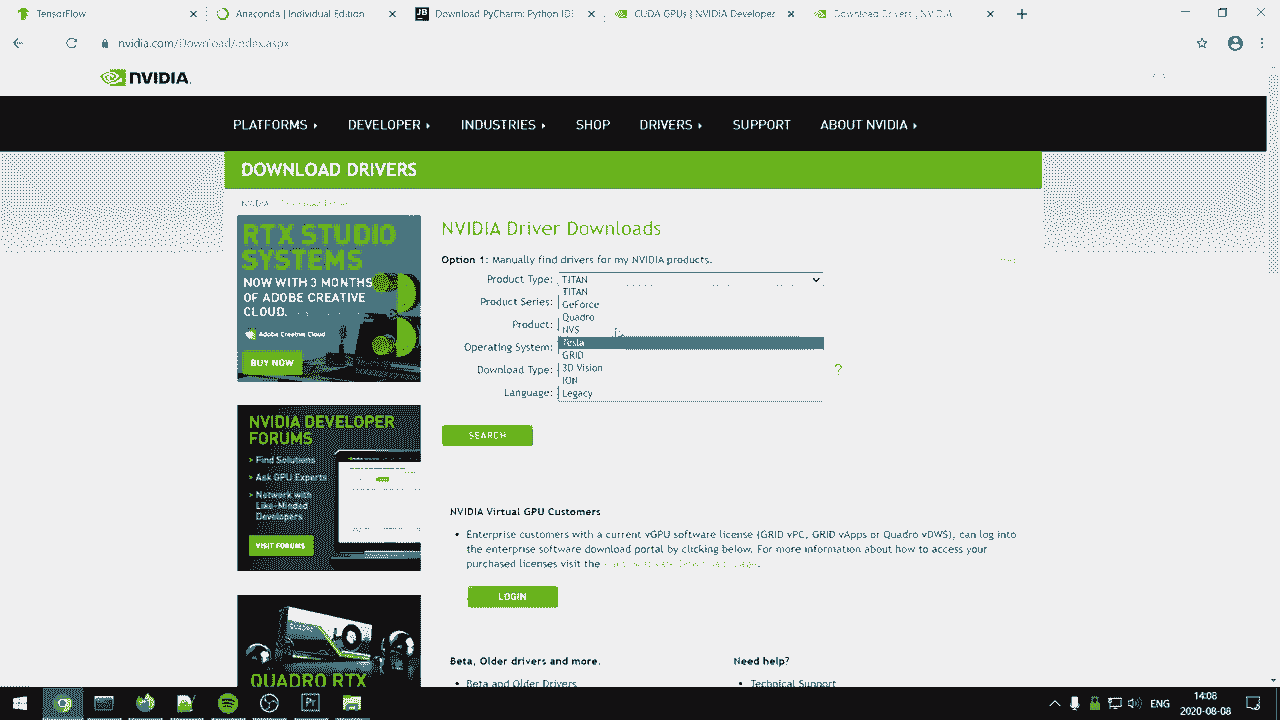 TensorFlow
Anaconda | Individual Edition
Download PyCharm: Python IDE
CUDA GPUs | NVIDIA Developer
Download Drivers | NVIDIA
nvidia.com/Download/index.aspx
NVIDIA.
PLATFORMS
DEVELOPER
INDUSTRIES
SHOP
DRIVERS
SUPPORT
ABOUT NVIDIA
DOWNLOAD DRIVERS
RTX STUDIO
SYSTEMS
NOW WITH 3 MONTHS
OF ADOBE CREATIVE
CLOUD.
Adobe Creative Cloud
BUY NOW
NVIDIA DEVELOPER
FORUMS
> Find Solutions
> Ask GPU Experts
> Network with
Like-Minded
Developers
VISIT FORUMS
QUADRO
QUADRO RTX
NVIDIA Driver Downloads
Option 1: Manually find drivers for my NVIDIA products.
Product Type: TITAN
TITAN
Product Series:
GeForce
Quadro
Product:
NVS
Operating System:
Tesla
GRID
Download Type:
3D Vision
?
ION
Language:
Legacy
SEARCH
NVIDIA Virtual GPU Customers
• Enterprise customers with a current vGPU software license (GRID vPC, GRID vApps or Quadro vDWS), can log into
the enterprise software download portal by clicking below. For more information about how to access your
purchased licenses visit the
LOGIN
Beta, Older drivers and more.
• Beta and Older Drivers
Need help?
• Technical Support
Pr
ENG
14:08
2020-08-08